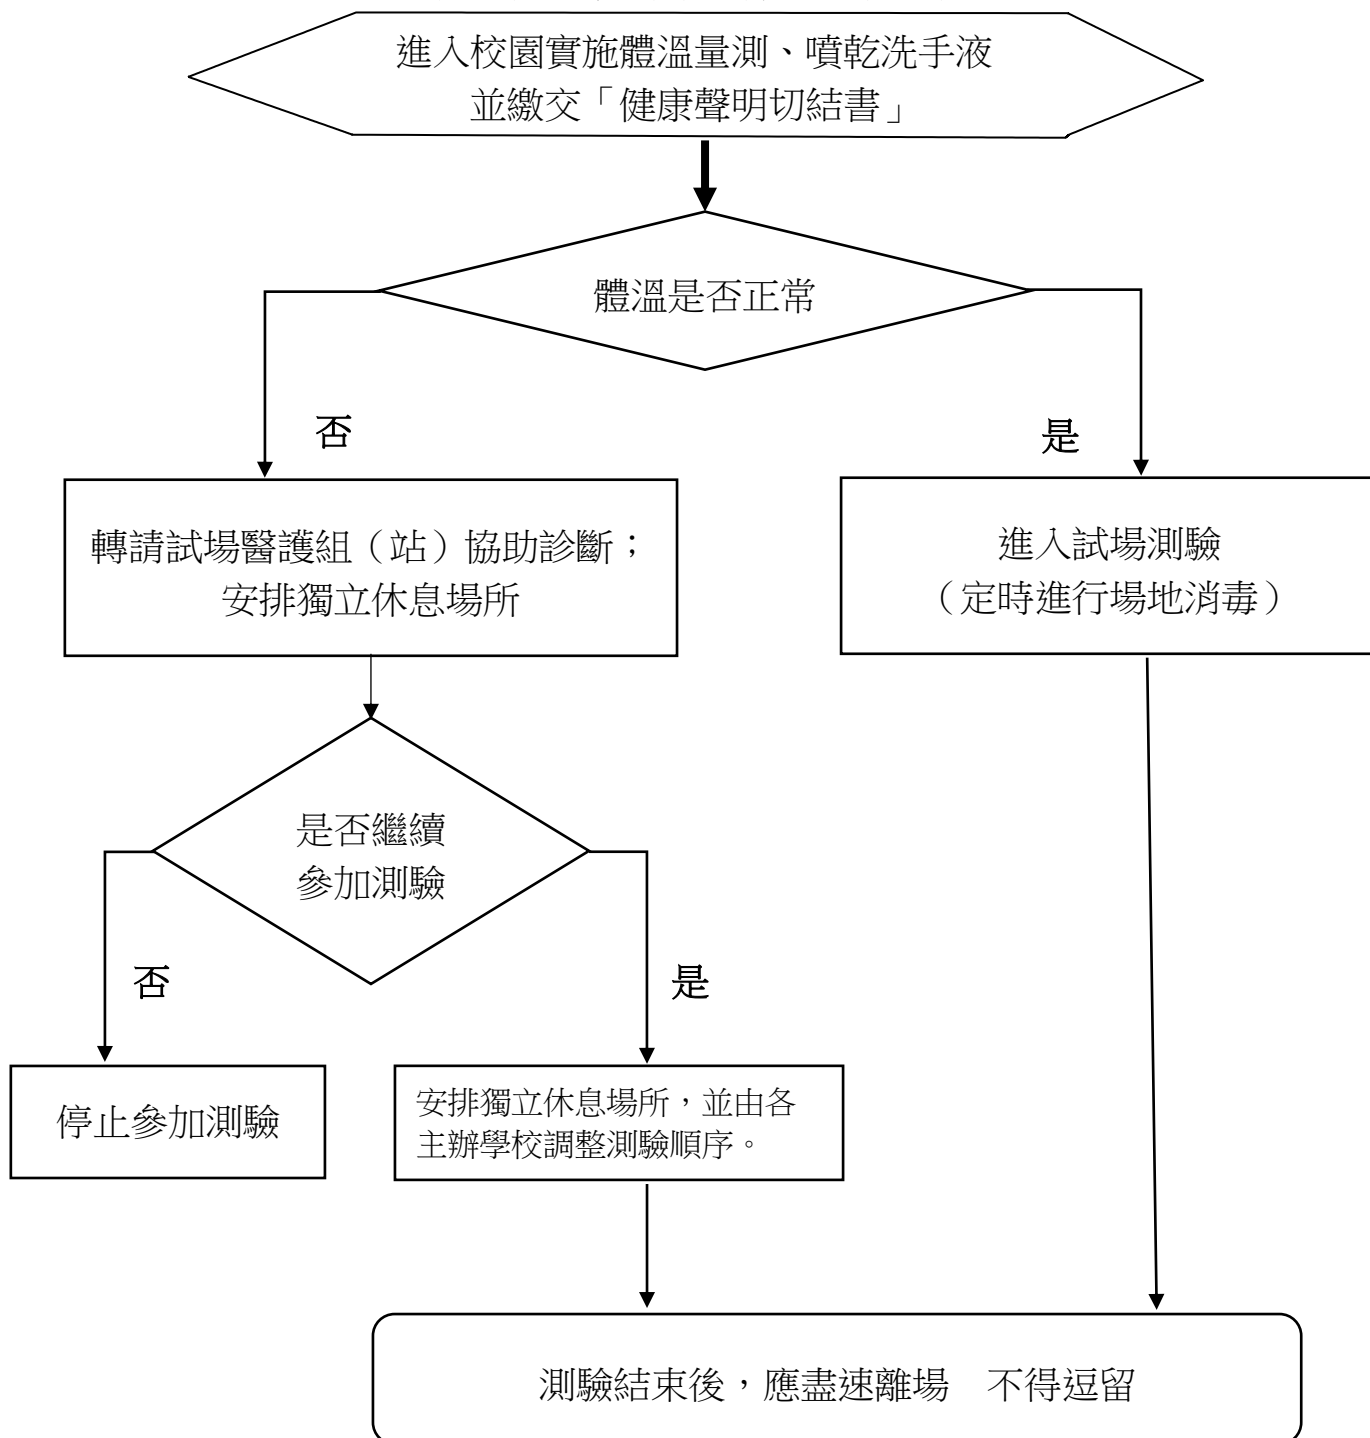 進入校園實施體溫量測、噴乾洗手液
並繳交「健康聲明切結書」
體溫是否正常
否
是
轉請試場醫護組（站）協助診斷；
安排獨立休息場所
進入試場測驗
（定時進行場地消毒）
是否繼續
參加測驗
否
是
停止參加測驗
安排獨立休息場所，並由各
主辦學校調整測驗順序。
測驗結束後，應盡速離場　不得逗留